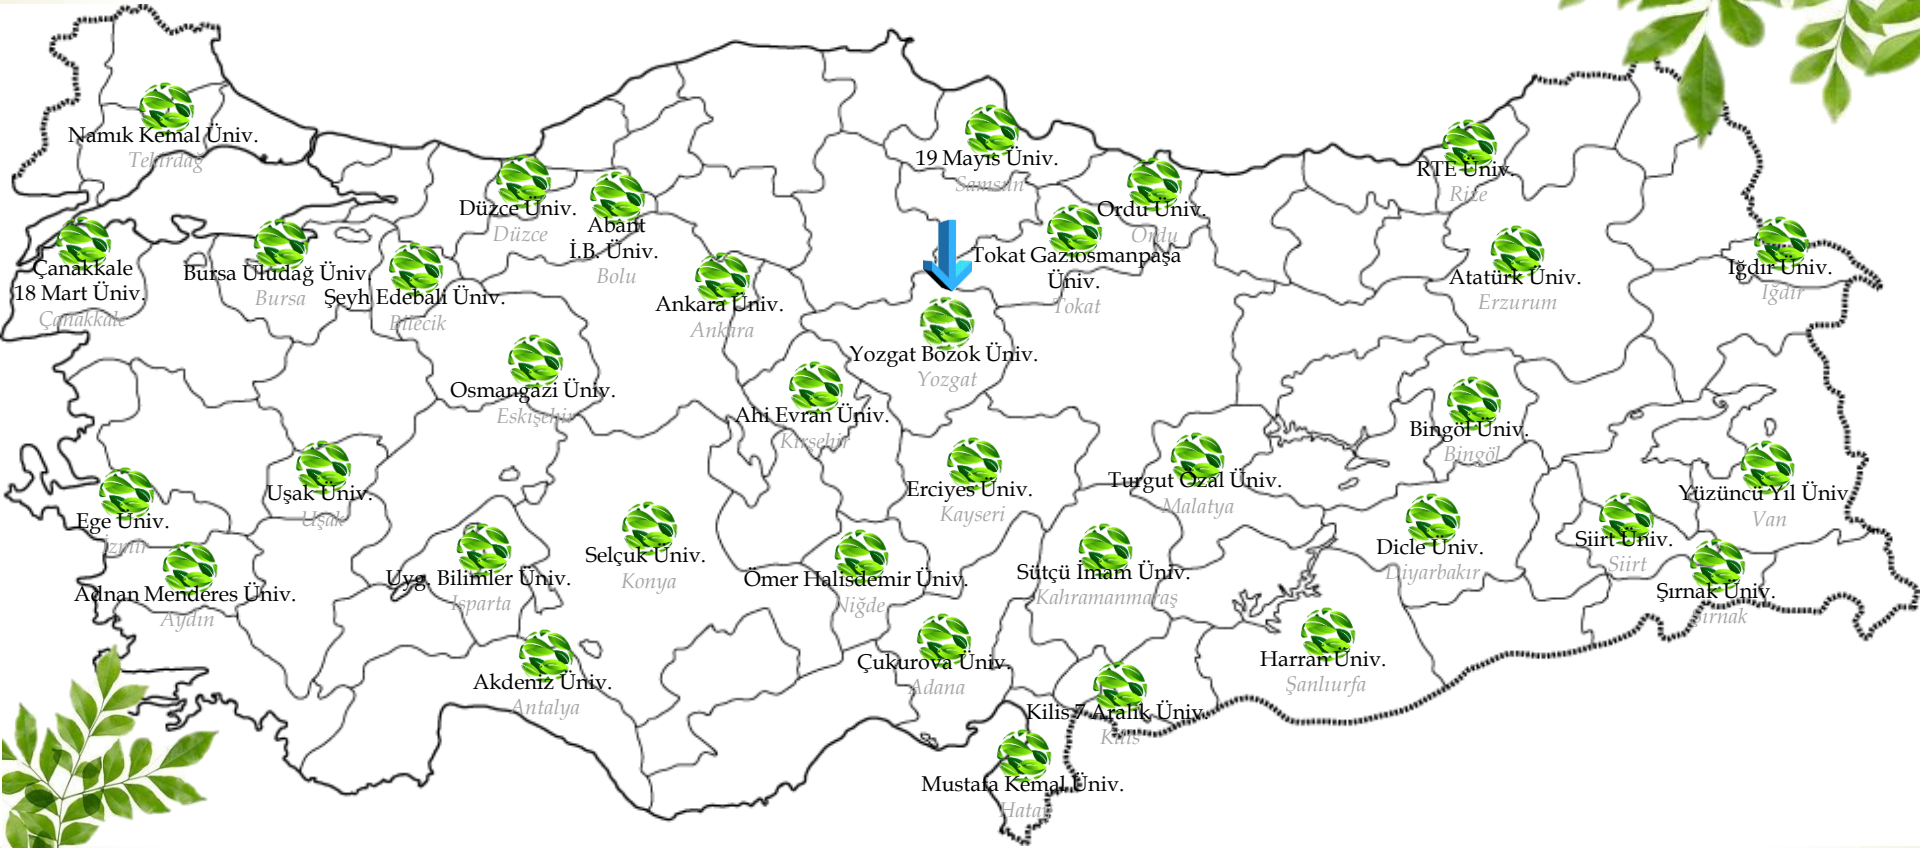 Namık Kemal Üniv.
Tekirdağ
19 Mayıs Üniv.
Samsun
RTE Üniv.
Rize
Düzce Üniv.
Düzce
Abant
İ.B. Üniv.
Bolu
Ordu Üniv.
Ordu
Tokat Gaziosmanpaşa
Üniv.
Tokat
Çanakkale
18 Mart Üniv.
Çanakkale
Bursa Uludağ Üniv.
Bursa
Şeyh Edebali Üniv.
Bilecik
Ankara Üniv.
Ankara
Atatürk Üniv.
Erzurum
Iğdır Üniv.
Iğdır
Yozgat Bozok Üniv.
Yozgat
Osmangazi Üniv.
Eskişehir
Ahi Evran Üniv.
Kırşehir
Bingöl Üniv.
Bingöl
Uşak Üniv.
Uşak
Erciyes Üniv.
Kayseri
Turgut Özal Üniv.
Malatya
Yüzüncü Yıl Üniv.
Van
Ege Üniv.
İzmir
Selçuk Üniv.
Konya
Dicle Üniv.
Diyarbakır
Siirt Üniv.
Siirt
Adnan Menderes Üniv.
Aydın
Uyg. Bilimler Üniv.
Isparta
Ömer Halisdemir Üniv.
Niğde
Sütçü İmam Üniv.
Kahramanmaraş
Şırnak Üniv.
Şırnak
Akdeniz Üniv.
Antalya
Çukurova Üniv.
Adana
Harran Üniv.
Şanlıurfa
Kilis 7 Aralık Üniv.
Kilis
Mustafa Kemal Üniv.
Hatay